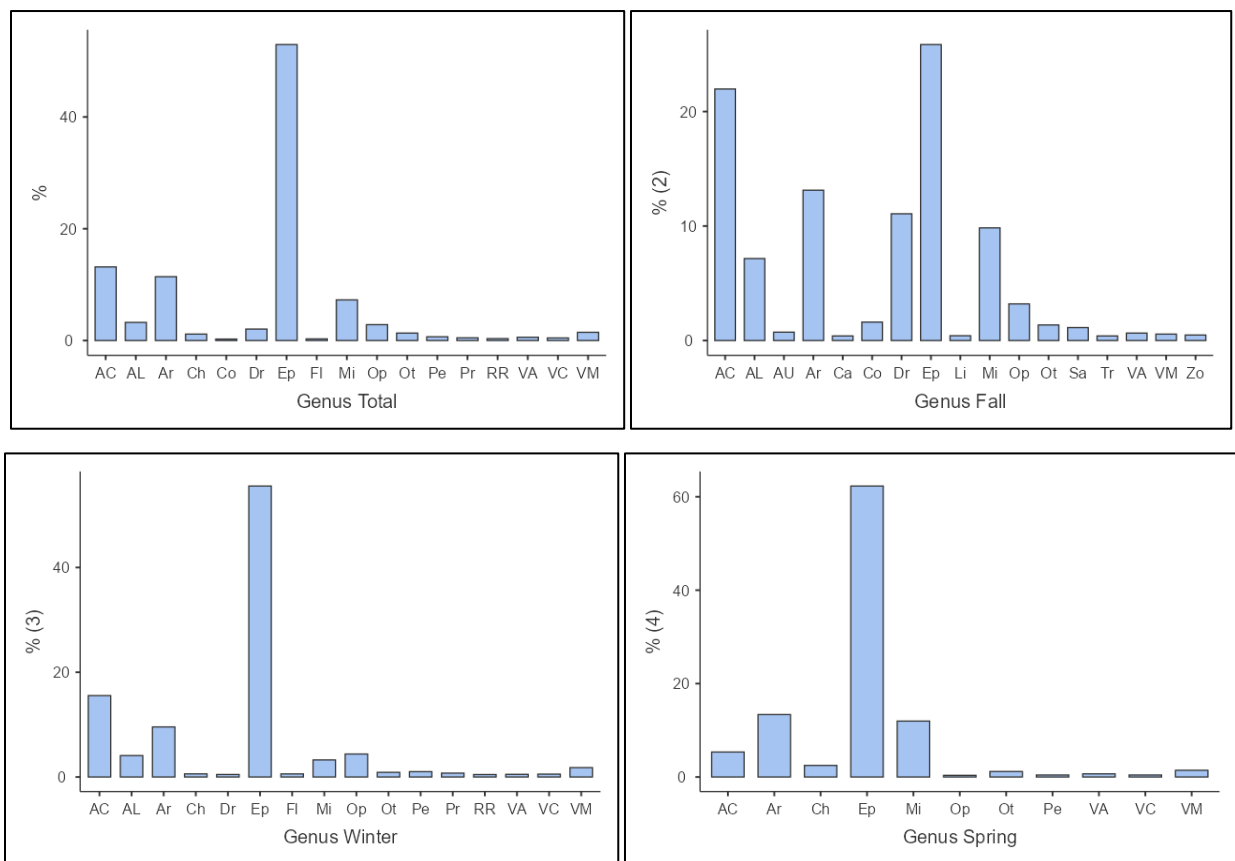 %
40
20
0
AC AL Ar Ch Co Dr Ep Fl Mi Op Ot Pe Pr RR VA VC VM
Genus Total
% (2)
20
10
0
AC AL AU Ar Ca Co Dr Ep Li Mi Op Ot Sa Tr VA VM Zo
Genus Fall
% (3)
40
20
0
AC AL Ar Ch Dr Ep Fl Mi Op Ot Pe Pr RR VA VC VM
Genus Winter
% (4)
60
40
20
0
AC Ar Ch Ep Mi Op Ot Pe VA VC VM
Genus Spring